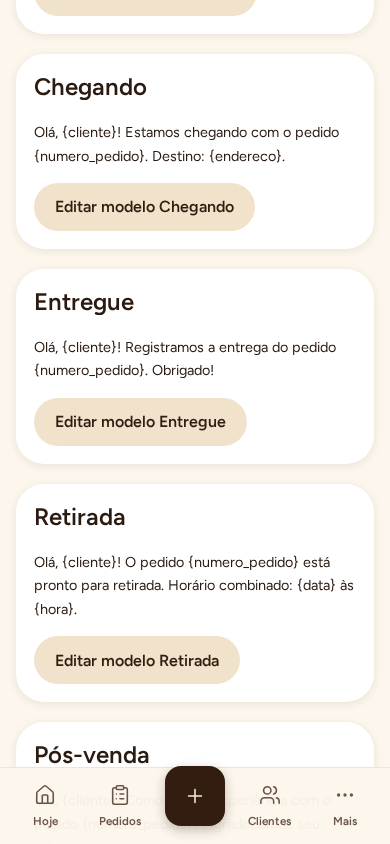 Chegando
Olá, {cliente}! Estamos chegando com o pedido
{numero_pedido}. Destino: {endereco}.
Editar modelo Chegando
Entregue
Olá, {cliente}! Registramos a entrega do pedido
{numero_pedido}. Obrigado!
Editar modelo Entregue
Retirada
Olá, {cliente}! O pedido {numero_pedido} está
pronto para retirada. Horário combinado: {data} às
{hora}.
Editar modelo Retirada
Pós-venda
Hoje
Pedidos
Clientes
Mais